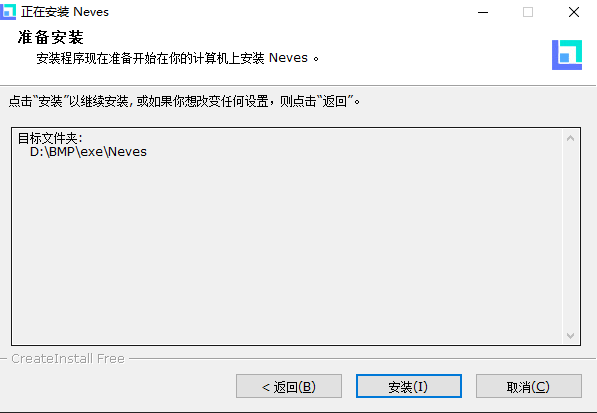 正在安装 Neves
准备安装
安装程序现在准备开始在你的计算机上安装 Neves 。
点击“安装”以继续安装, 或如果你想改变任何设置，则点击“返回”。
目标文件夹:
D:\BMP\exe\Neves
CreateInstall Free
< 返回(B)
安装(I)
取消(C)